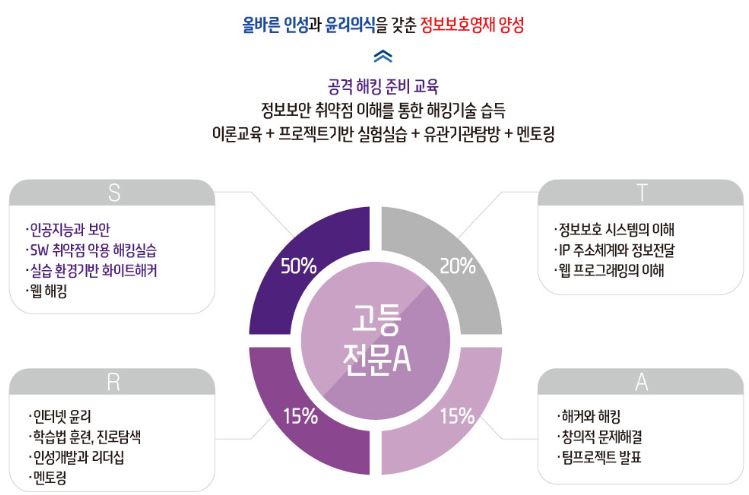 올바른 인성과 윤리의식을 갖춘 정보보호영재 양성
공격 해킹 준비 교육
정보보안 취약점 이해를 통한 해킹기술 습득
이론교육 + 프로젝트기반 실험실습 + 유관기관탐방 + 멘토링
S
·인공지능과 보안
·SW 취약점 악용 해킹실습
·실습 환경기반 화이트해커
·웹 해킹
T
·정보보호 시스템의 이해
·IP 주소체계와 정보전달
·웹 프로그래밍의 이해
50%
20%
고등
전문A
15%
15%
R
·인터넷 윤리
·학습법 훈련, 진로탐색
·인성개발과 리더십
·멘토링
A
·해커와 해킹
·창의적 문제해결
·팀프로젝트 발표